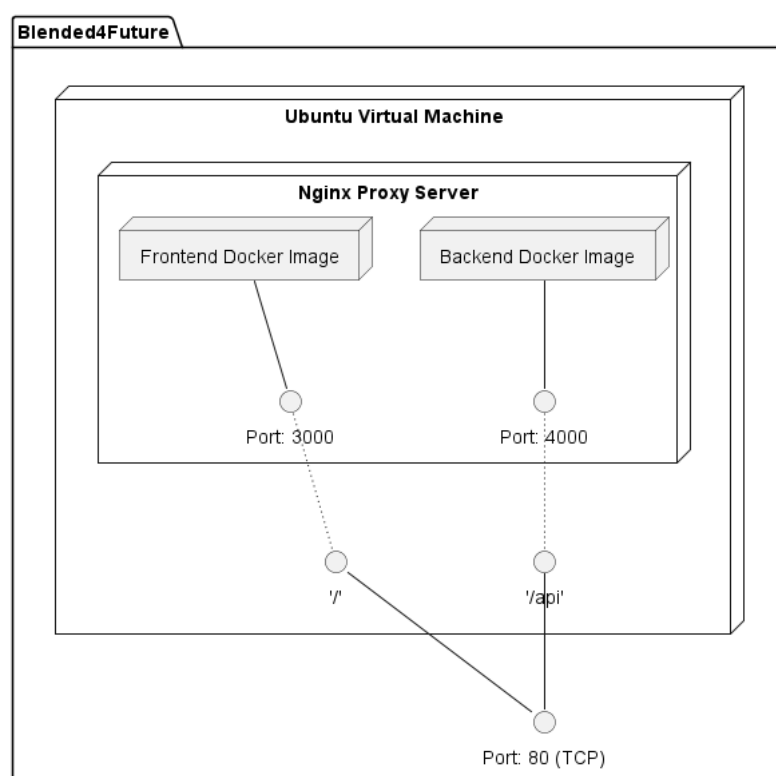 Blended4Future
Ubuntu Virtual Machine
Nginx Proxy Server
Frontend Docker Image
Backend Docker Image
Port: 3000
Port: 4000
'/'
'/api'
Port: 80 (TCP)